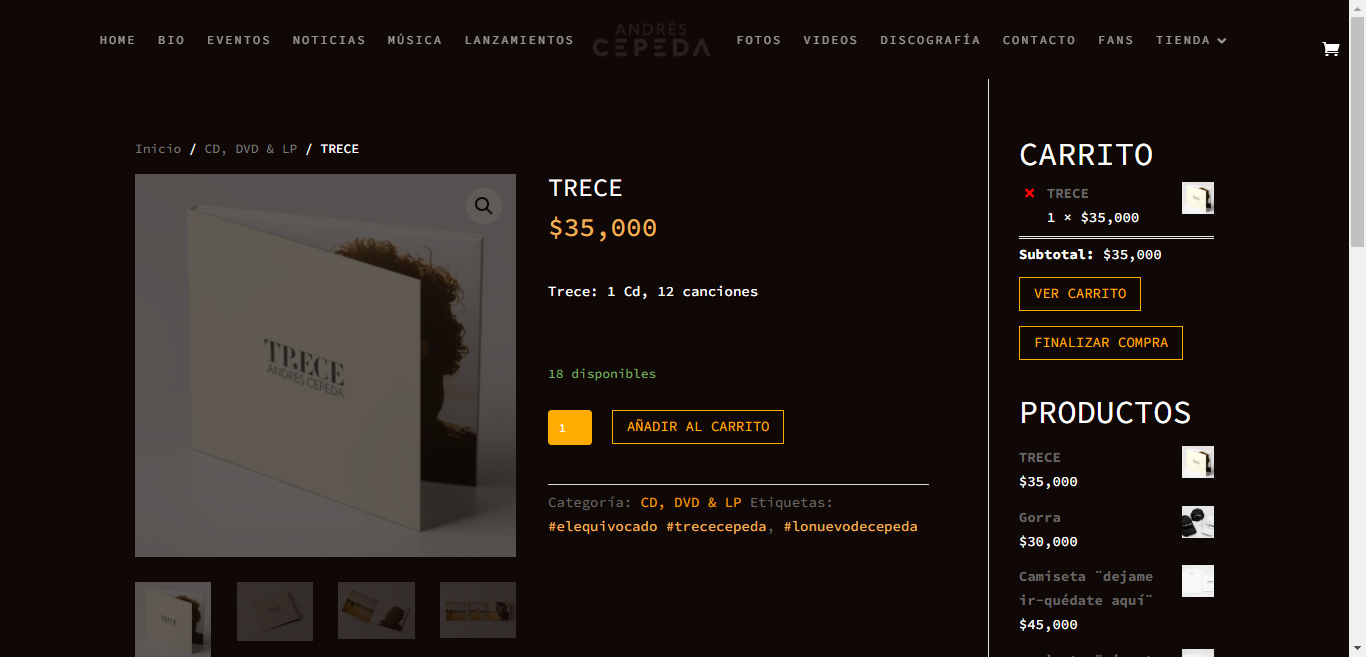 HOME BIO EVENTOS NOTICIAS MÚSICA LANZAMIENTOS ANDRÉS CEPEDA FOTOS VIDEOS DISCOGRAFÍA CONTACTO FANS TIENDA
Inicio / CD, DVD & LP / TRECE
TRECE
ANDRÉS CEPEDA
TRECE
$35,000
Trece: 1 Cd, 12 canciones
18 disponibles
1
AÑADIR AL CARRITO
Categoría: CD, DVD & LP Etiquetas:
#elequivocado #trececepeda, #lonuevodecepeda
CARRITO
TRECE
1 × $35,000
Subtotal: $35,000
VER CARRITO
FINALIZAR COMPRA
PRODUCTOS
TRECE
$35,000
Gorra
$30,000
Camiseta ¨dejame
ir-quédate aquí¨
$45,000